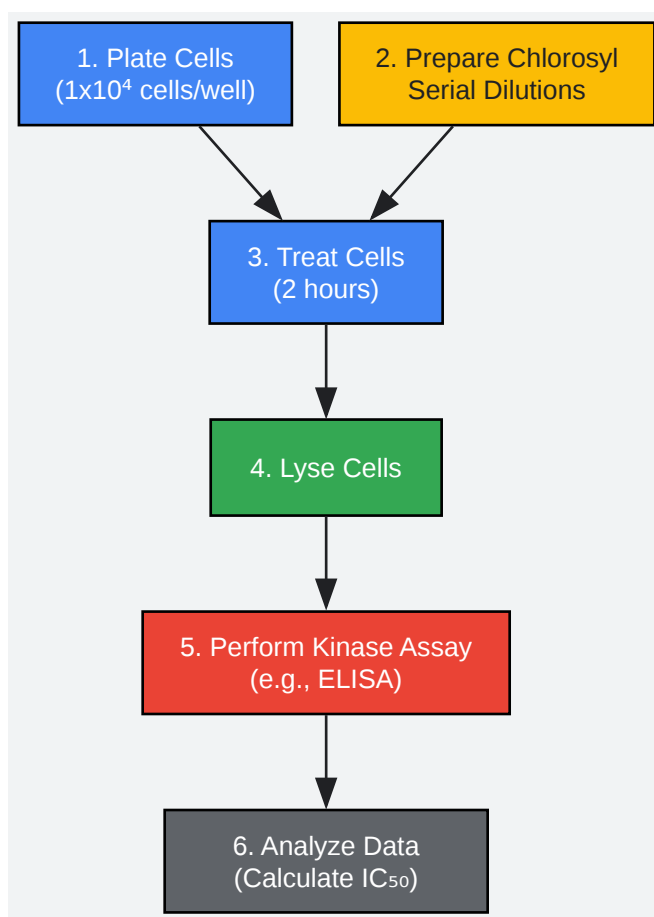 1. Plate Cells
(1x10⁴ cells/well)
2. Prepare Chlorosyl
Serial Dilutions
3. Treat Cells
(2 hours)
4. Lyse Cells
5. Perform Kinase Assay
(e.g., ELISA)
6. Analyze Data
(Calculate IC₅₀)